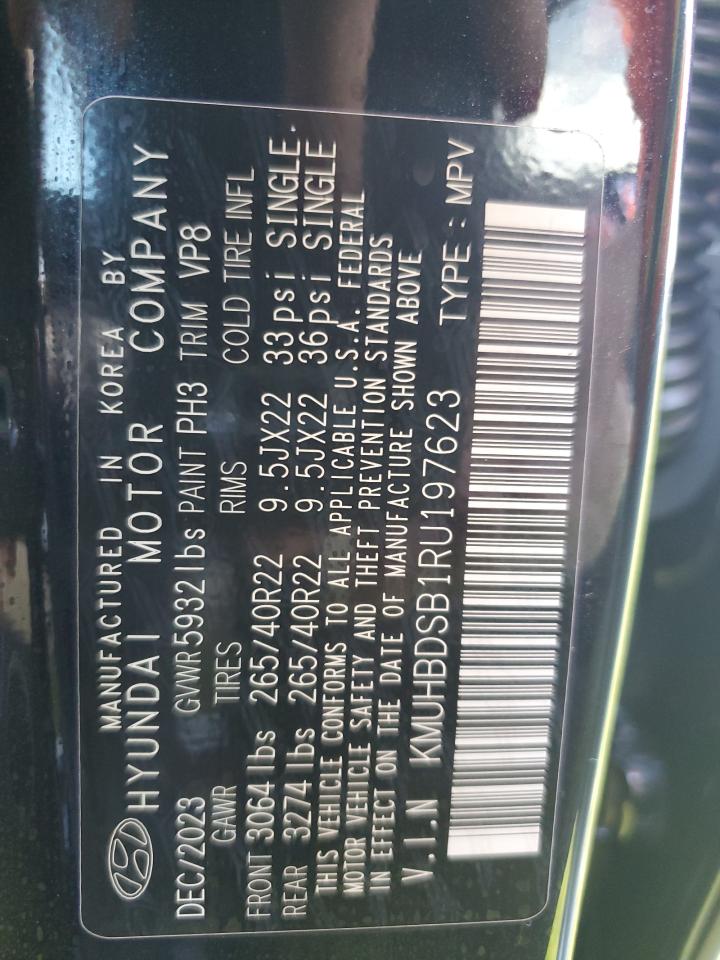 MANUFACTURED IN KOREA BY
HYUNDAI MOTOR COMPANY
DEC/2023 GVWR5932lbs PAINT PH3 TRIM VP8
GAWR TIRES RIMS COLD TIRE INFL
FRONT 3064lbs 265/40R22 9.5JX22 33psi SINGLE.
REAR 3274lbs 265/40R22 9.5JX22 36psi SINGLE
THIS VEHICLE CONFORMS TO ALL APPLICABLE U.S.A. FEDERAL
MOTOR VEHICLE SAFETY AND THEFT PREVENTION STANDARDS
IN EFFECT ON THE DATE OF MANUFACTURE SHOWN ABOVE
V.I.N KMUHBDSB1RU197623 TYPE : MPV